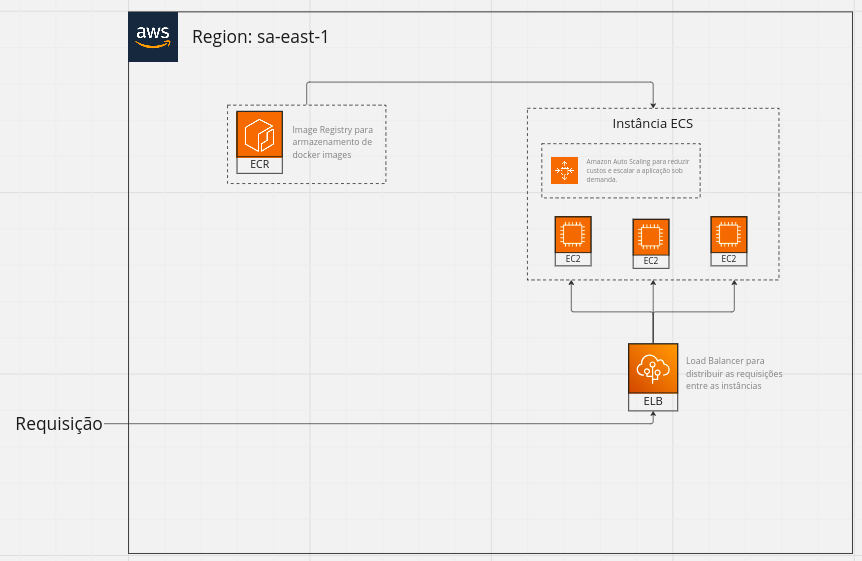 aws
Region: sa-east-1
ECR
Image Registry para
armazenamento de
docker images
Instância ECS
Amazon Auto Scaling para reduzir
custos e escalar a aplicação sob
demanda.
EC2
EC2
EC2
ELB
Load Balancer para
distribuir as requisições
entre as instâncias
Requisição